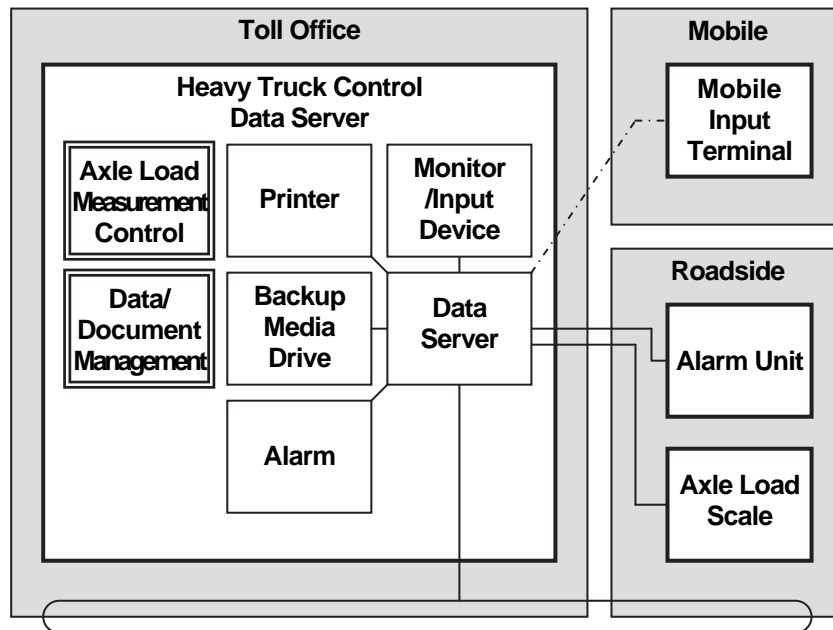 Toll Office
Heavy Truck Control
Data Server
Axle Load
Measurement
Control
Printer
Monitor
/Input
Device
Data/
Document
Management
Backup
Media
Drive
Data
Server
Alarm
Mobile
Mobile
Input
Terminal
Roadside
Alarm Unit
Axle Load
Scale